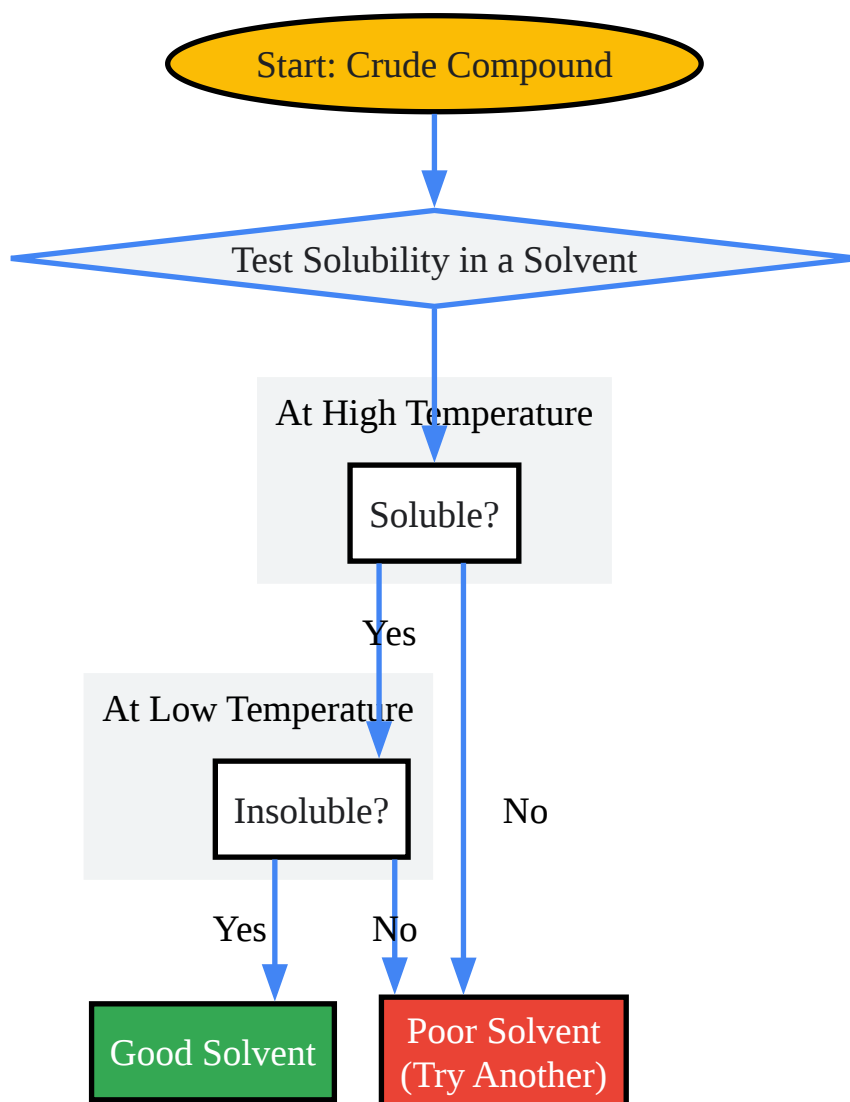 Start: Crude Compound
Test Solubility in a Solvent
At High Temperature
Soluble?
Yes
At Low Temperature
Insoluble?
No
Yes
No
Good Solvent
Poor Solvent
(Try Another)